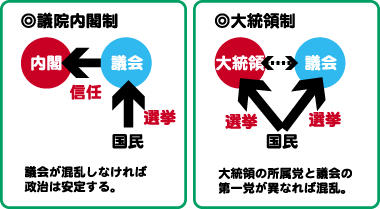 ◎議院内閣制
内閣
議会
信任
選挙
国民
議会が混乱しなければ
政治は安定する。
◎大統領制
大統領
議会
選挙
選挙
国民
大統領の所属党と議会の
第一党が異なれば混乱。